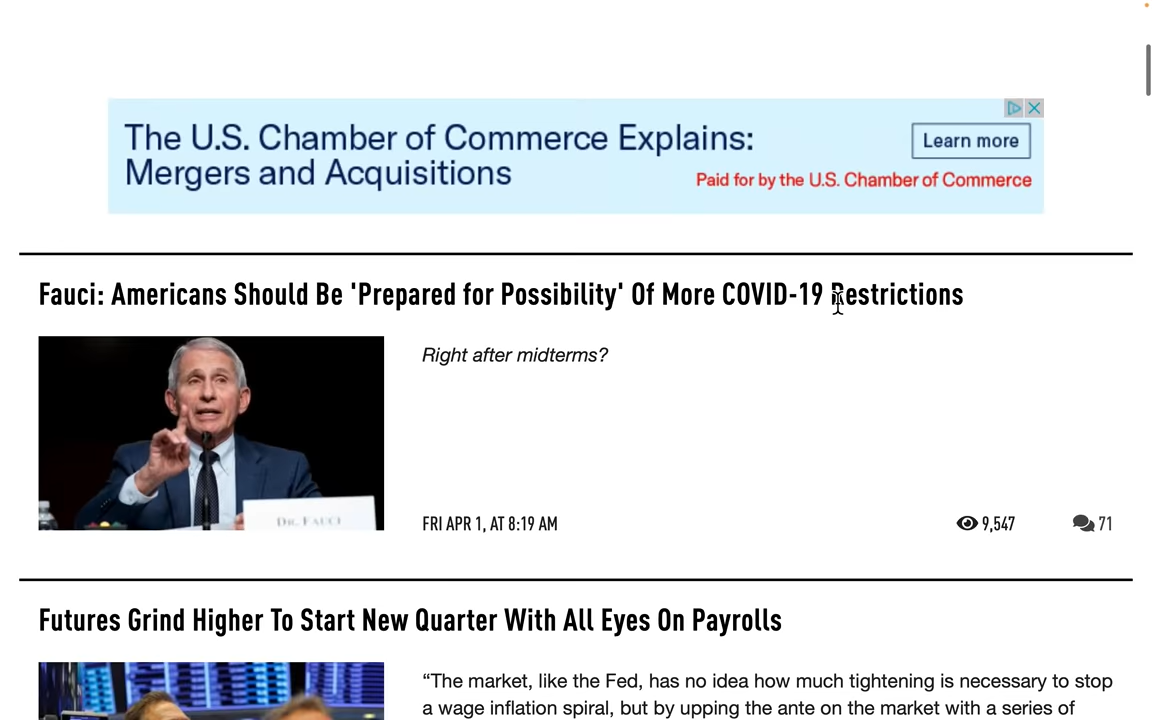 The U.S. Chamber of Commerce Explains:
Mergers and Acquisitions
Learn more
Paid for by the U.S. Chamber of Commerce
Fauci: Americans Should Be 'Prepared for Possibility' Of More COVID-19 Restrictions
Right after midterms?
DR. FAUCI
FRI APR 1, AT 8:19 AM
9,547
71
Futures Grind Higher To Start New Quarter With All Eyes On Payrolls
“The market, like the Fed, has no idea how much tightening is necessary to stop
a wage inflation spiral, but by upping the ante on the market with a series of